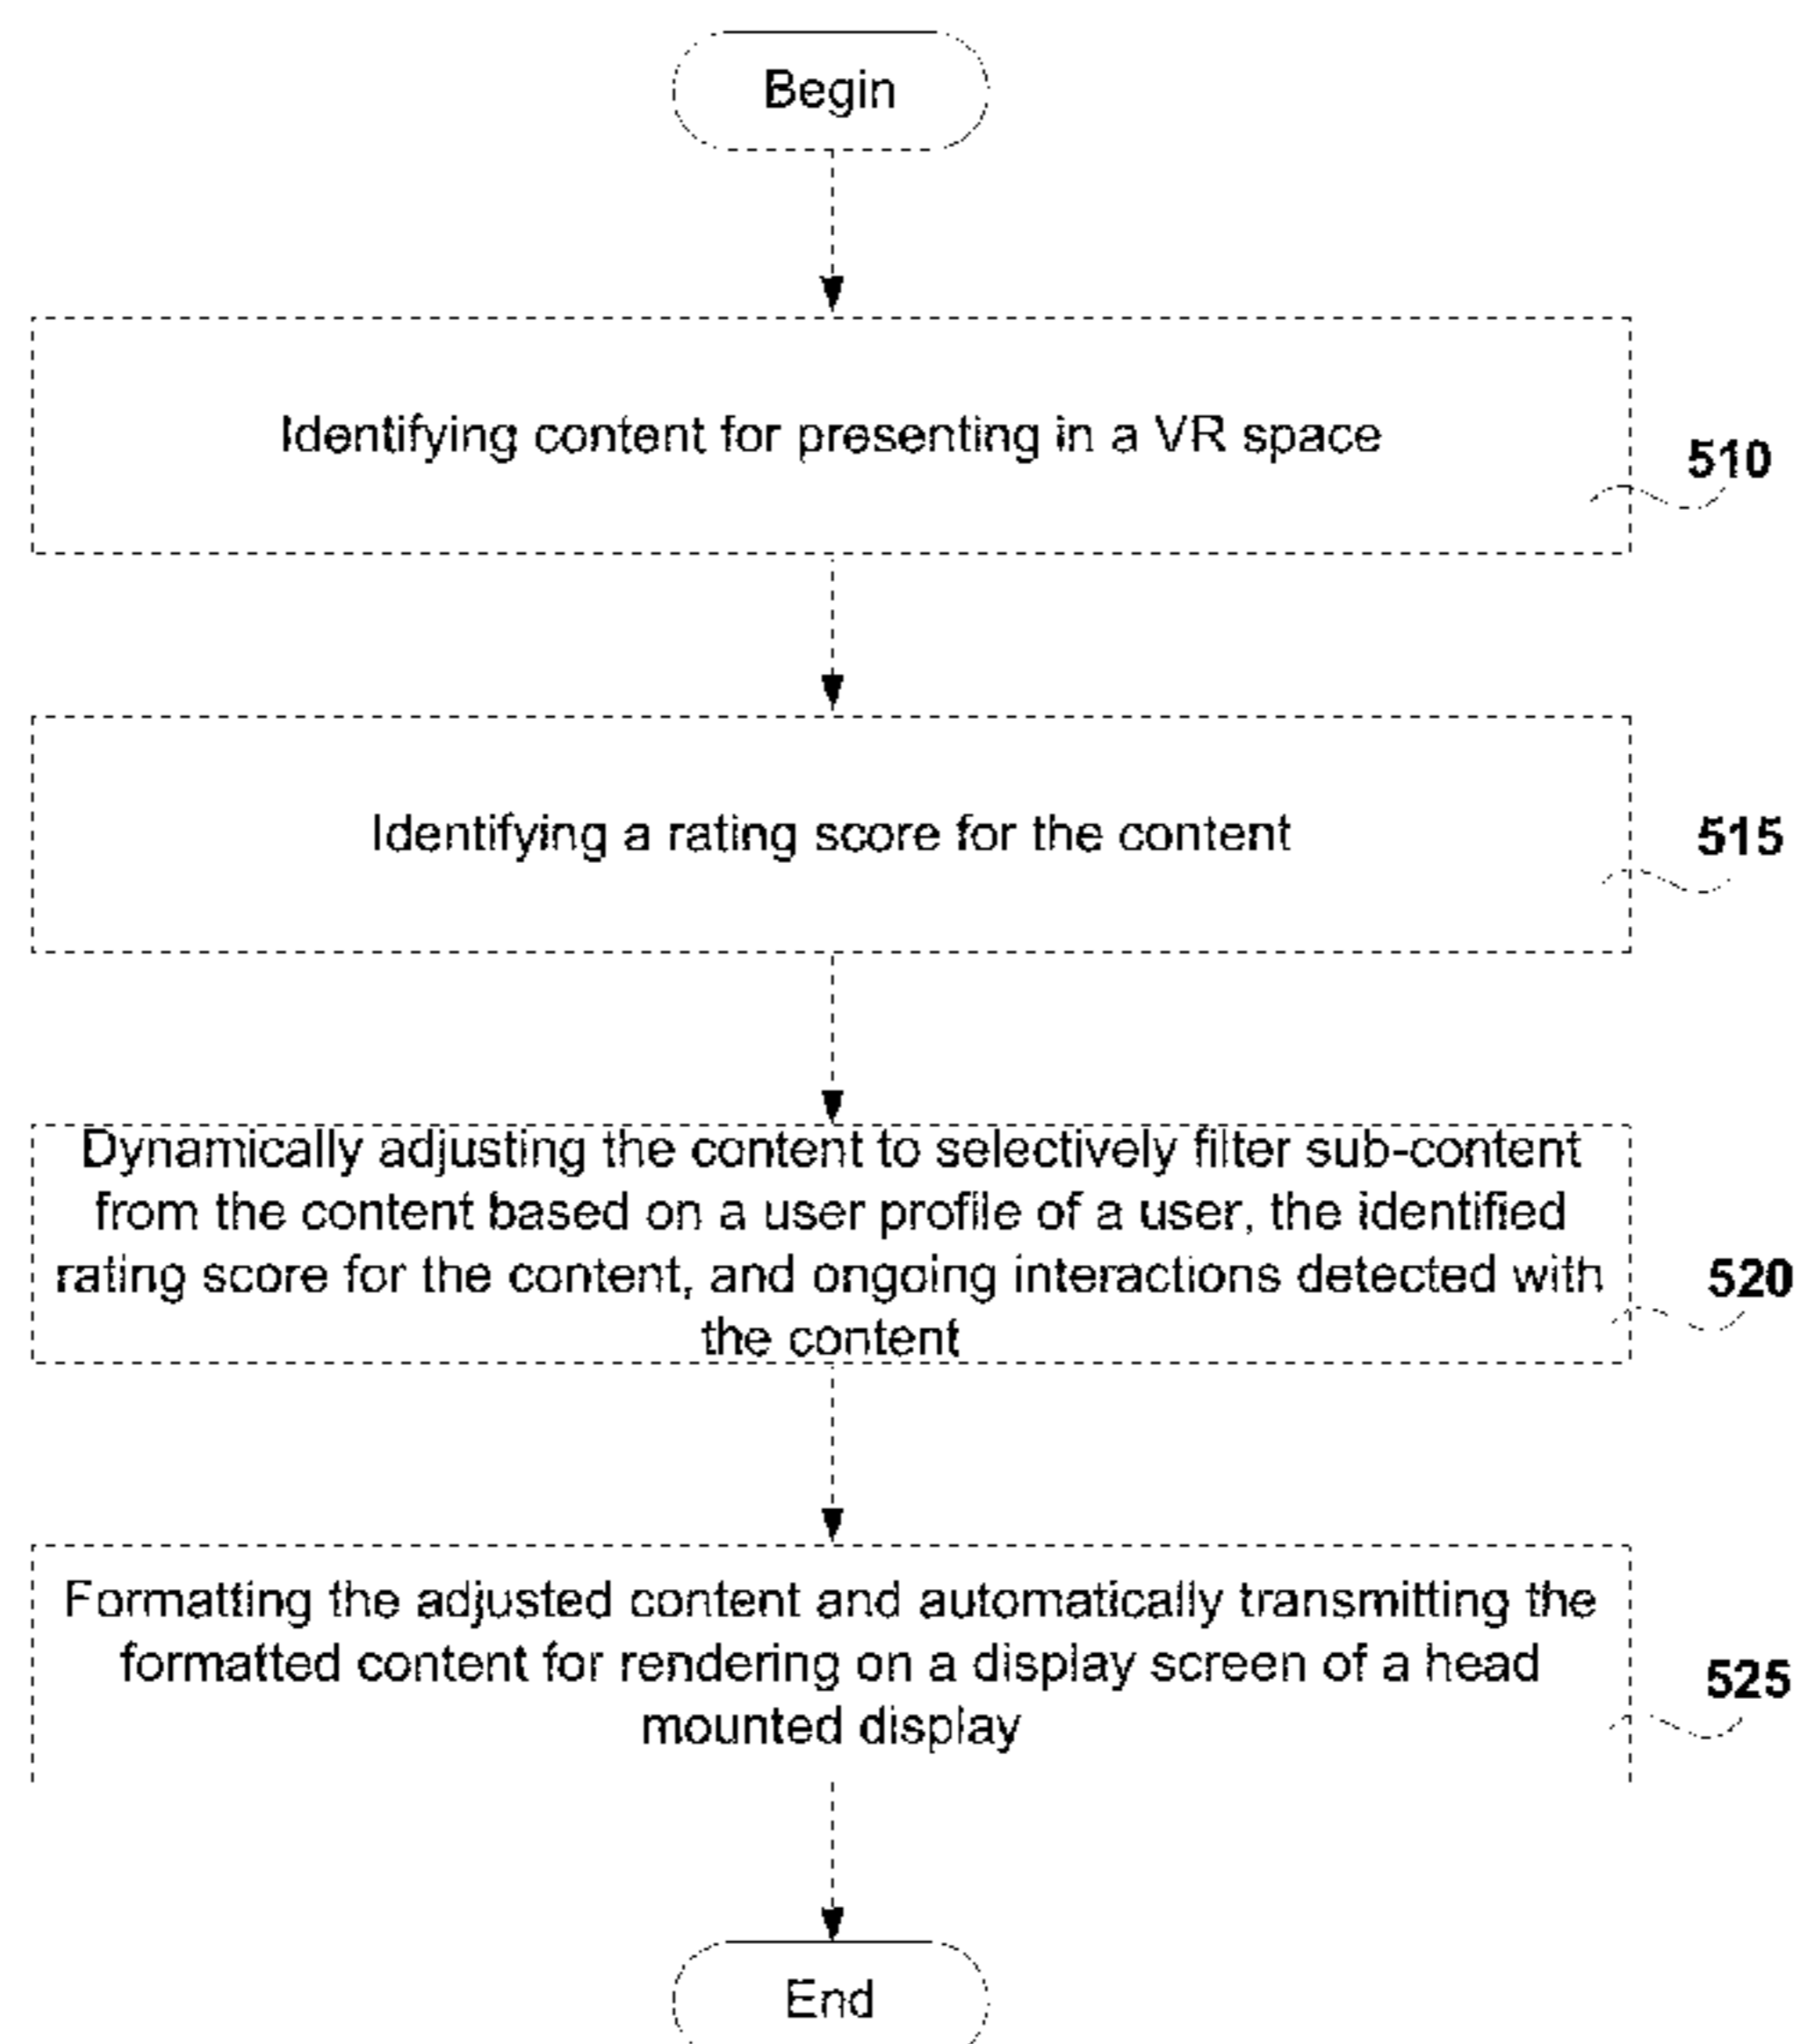 Begin
Identifying content for presenting in a VR space
510
Identifying a rating score for the content
515
Dynamically adjusting the content to selectively filter sub-content
from the content based on a user profile of a user, the identified
rating score for the content, and ongoing interactions detected with
the content
520
Formatting the adjusted content and automatically transmitting the
formatted content for rendering on a display screen of a head
mounted display
525
End